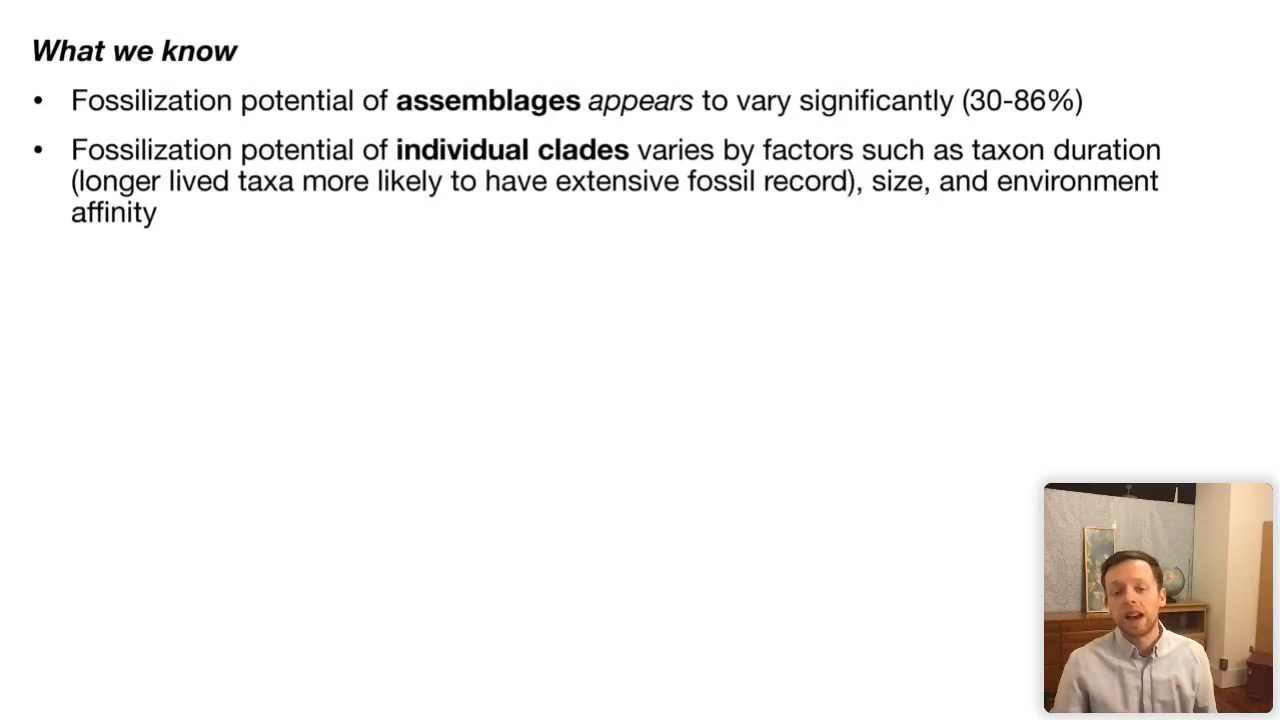 What we know
• Fossilization potential of assemblages appears to vary significantly (30-86%)
• Fossilization potential of individual clades varies by factors such as taxon duration
(longer lived taxa more likely to have extensive fossil record), size, and environment
affinity